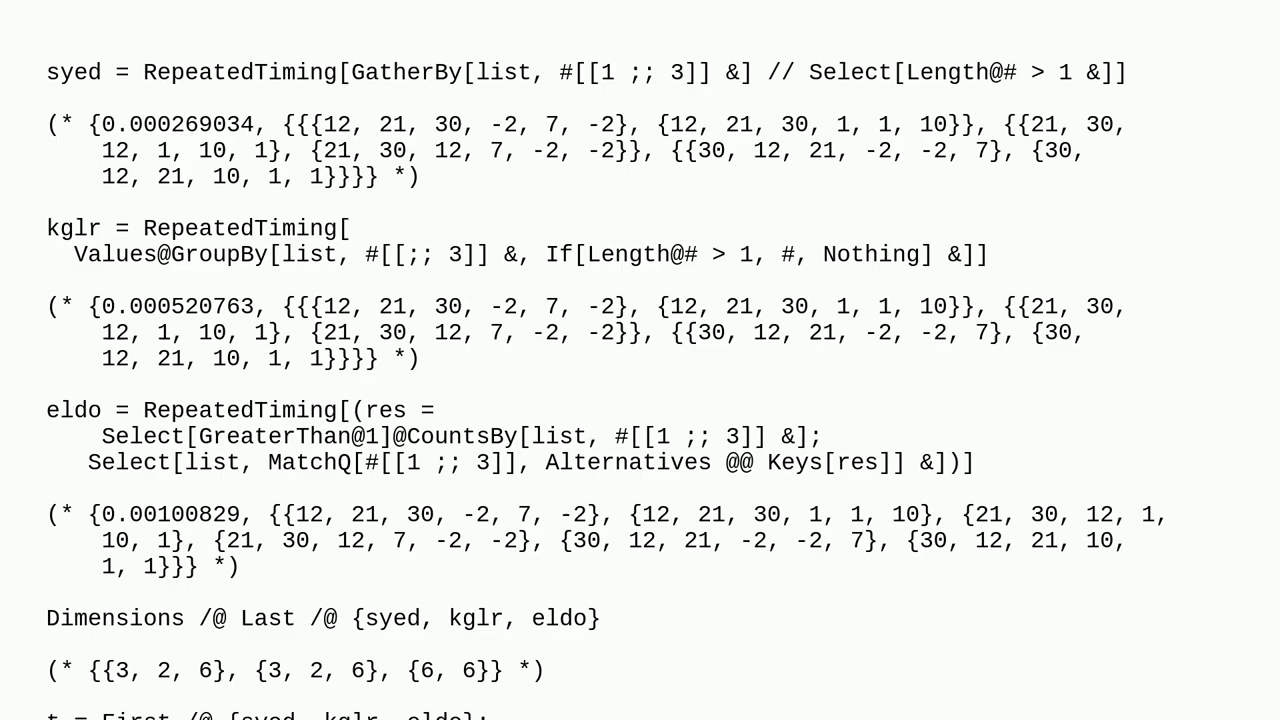 syed = RepeatedTiming[GatherBy[list, #[[1 ;; 3]] &] // Select[Length@# > 1 &]]
(* {0.000269034, {{{12, 21, 30, -2, 7, -2}, {12, 21, 30, 1, 1, 10}}, {{21, 30,
12, 1, 10, 1}, {21, 30, 12, 7, -2, -2}}, {{30, 12, 21, -2, -2, 7}, {30,
12, 21, 10, 1, 1}}}} *)
kglr = RepeatedTiming[
Values@GroupBy[list, #[[;; 3]] &, If[Length@# > 1, #, Nothing] &]]
(* {0.000520763, {{{12, 21, 30, -2, 7, -2}, {12, 21, 30, 1, 1, 10}}, {{21, 30,
12, 1, 10, 1}, {21, 30, 12, 7, -2, -2}}, {{30, 12, 21, -2, -2, 7}, {30,
12, 21, 10, 1, 1}}}} *)
eldo = RepeatedTiming[(res =
Select[GreaterThan@1]@CountsBy[list, #[[1 ;; 3]] &];
Select[list, MatchQ[#[[1 ;; 3]], Alternatives @@ Keys[res]] &])]
(* {0.00100829, {{12, 21, 30, -2, 7, -2}, {12, 21, 30, 1, 1, 10}, {21, 30, 12, 1,
10, 1}, {21, 30, 12, 7, -2, -2}, {30, 12, 21, -2, -2, 7}, {30, 12, 21, 10,
1, 1}}} *)
Dimensions /@ Last /@ {syed, kglr, eldo}
(* {{3, 2, 6}, {3, 2, 6}, {6, 6}} *)
t = First /@ {syed, kglr, eldo};